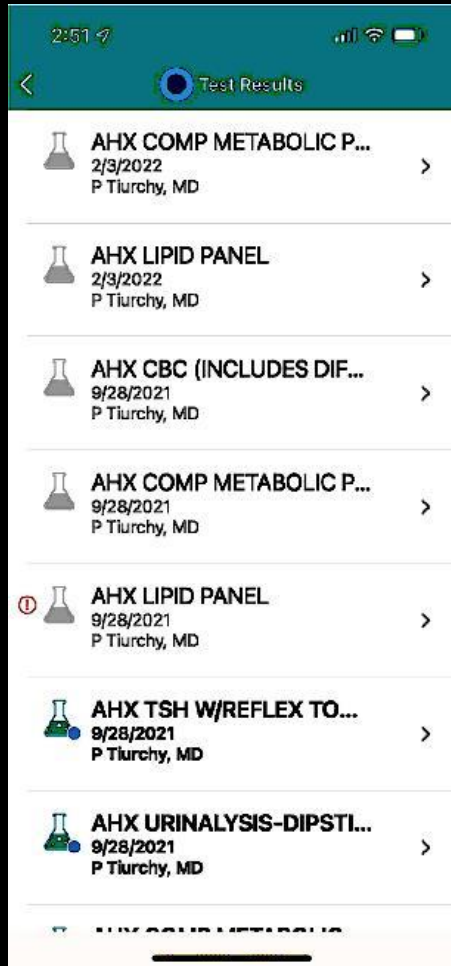 2:51
Test Results
AHX COMP METABOLIC P...
2/3/2022
P Tiurchy, MD
AHX LIPID PANEL
2/3/2022
P Tiurchy, MD
AHX CBC (INCLUDES DIF...
9/28/2021
P Tiurchy, MD
AHX COMP METABOLIC P...
9/28/2021
P Tiurchy, MD
AHX LIPID PANEL
9/28/2021
P Tiurchy, MD
AHX TSH W/REFLEX TO...
9/28/2021
P Tiurchy, MD
AHX URINALYSIS-DIPSTI...
9/28/2021
P Tiurchy, MD